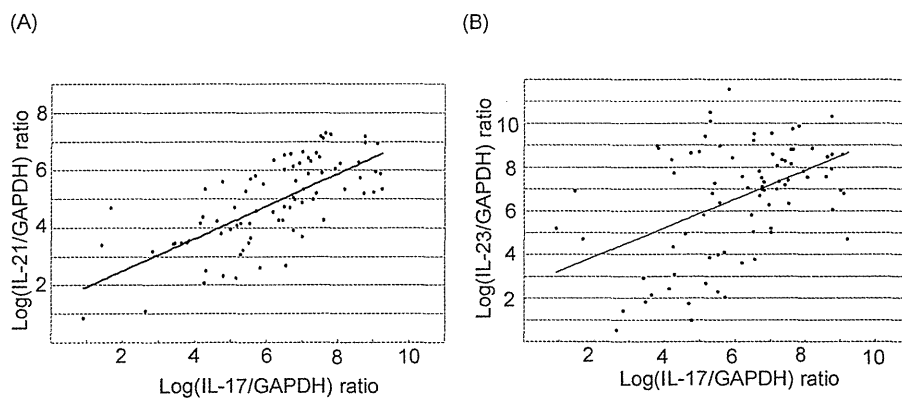 (A)
Log(IL-21/GAPDH) ratio
8
6
4
2
2 4 6 8 10
Log(IL-17/GAPDH) ratio
(B)
Log(IL-23/GAPDH) ratio
10
8
6
4
2
2 4 6 8 10
Log(IL-17/GAPDH) ratio